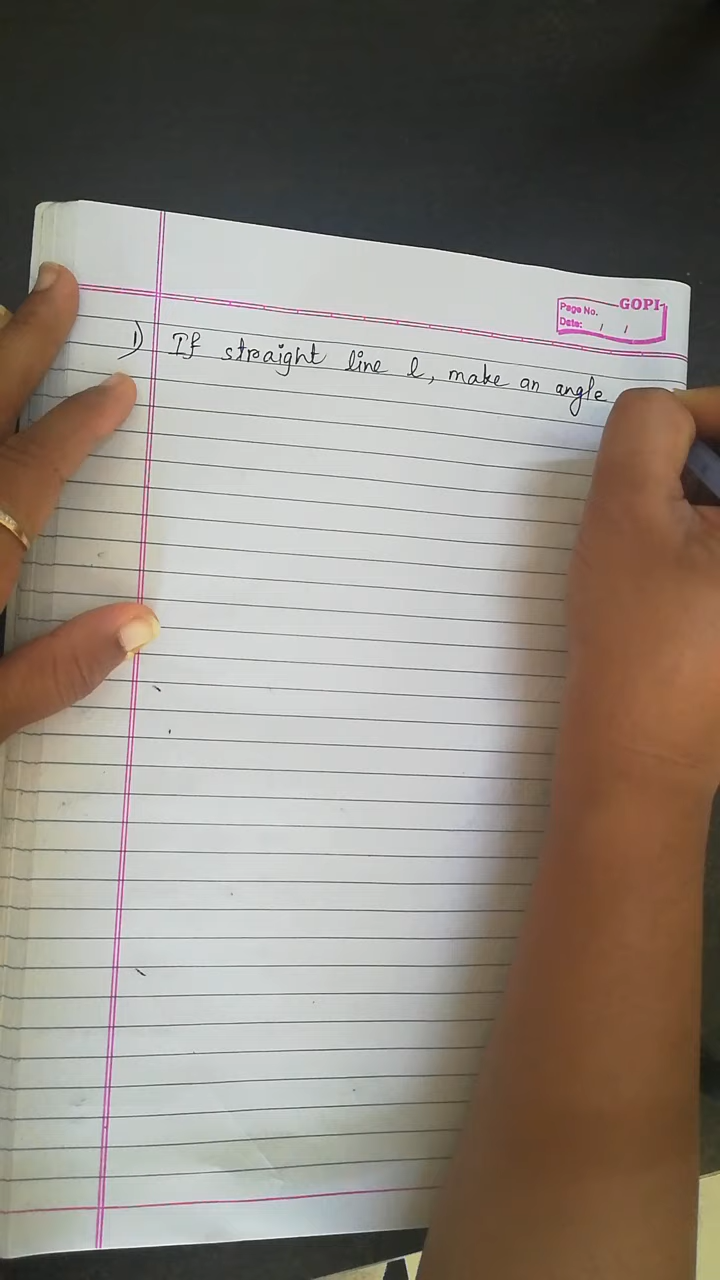 GOPI
Page No.
Date: / /
1) If straight line l, make an angle